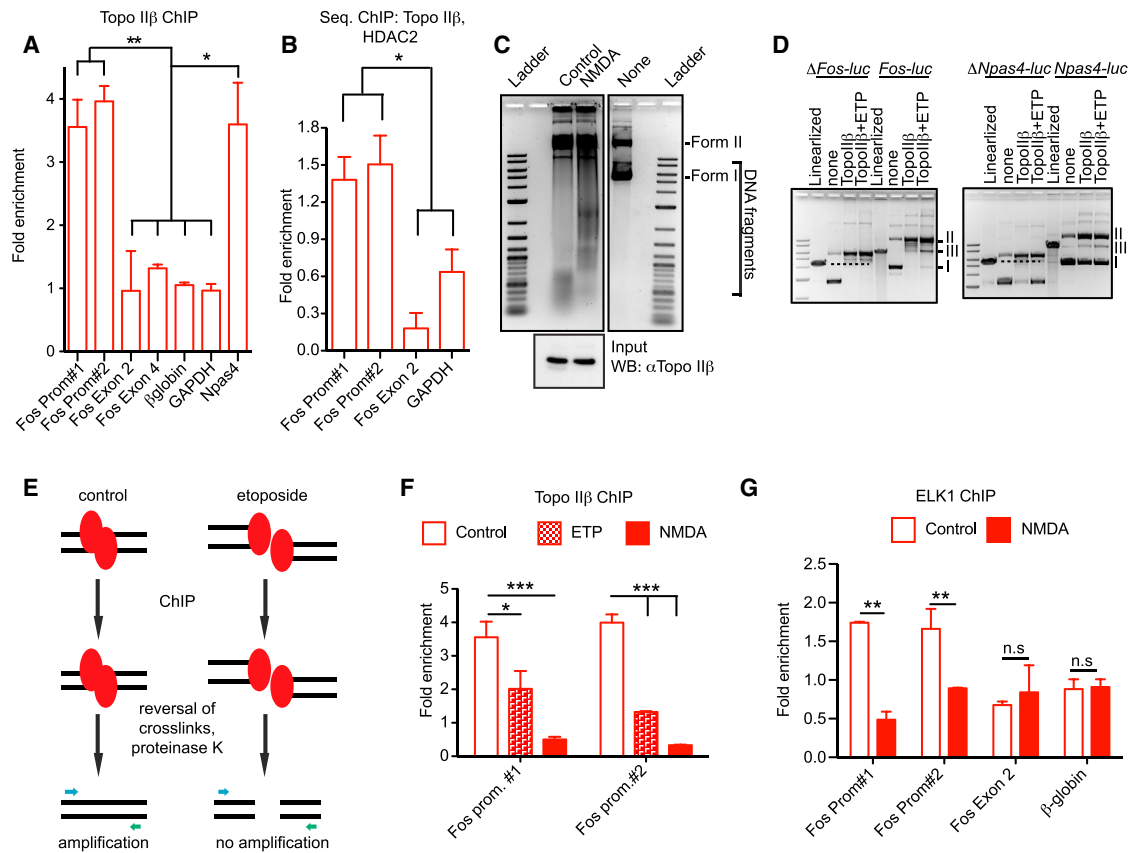 A
Topo IIβ ChIP
**
*
Fold enrichment
4
3
2
1
0
Fos Prom#1
Fos Prom#2
Fos Exon 2
Fos Exon 4
βglobin
GAPDH
Npas4
B
Seq. ChIP: Topo IIβ,
HDAC2
*
Fold enrichment
1.8
1.5
1.2
0.9
0.6
0.3
0.0
Fos Prom#1
Fos Prom#2
Fos Exon 2
GAPDH
C
Ladder
Control
NMDA
None
Ladder
Form II
Form I
DNA fragments
Input
WB: αTopo IIβ
D
ΔFos-luc
Fos-luc
Linearized
none
TopoIIβ
TopoIIβ+ETP
Linearized
none
TopoIIβ
TopoIIβ+ETP
II
III
I
ΔNpas4-luc
Npas4-luc
Linearized
none
TopoIIβ
TopoIIβ+ETP
Linearized
none
TopoIIβ
TopoIIβ+ETP
II
III
I
E
control
etoposide
ChIP
reversal of
crosslinks,
proteinase K
amplification
no amplification
F
Topo IIβ ChIP
Control
ETP
NMDA
***
*
***
Fold enrichment
5
4
3
2
1
0
Fos prom. #1
Fos prom.#2
G
ELK1 ChIP
Control
NMDA
**
**
n.s
n.s
Fold enrichment
2.5
2.0
1.5
1.0
0.5
0.0
Fos Prom#1
Fos Prom#2
Fos Exon 2
β-globin